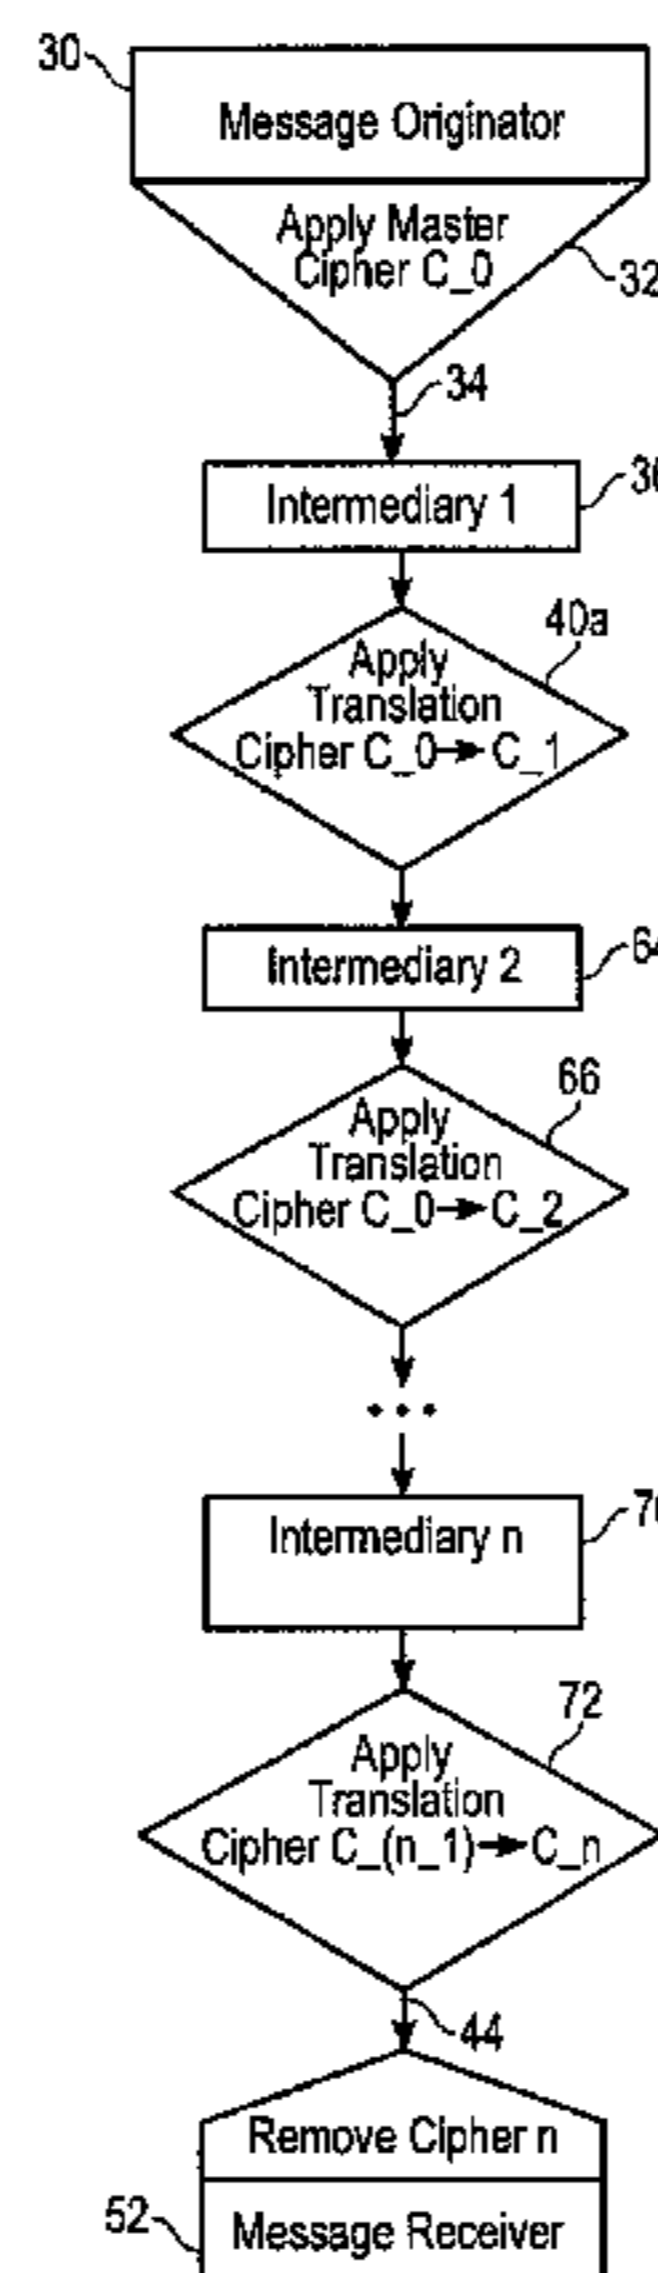 30
Message Originator
Apply Master
Cipher C_0
32
34
Intermediary 1
40a
Apply
Translation
Cipher C_0→C_1
Intermediary 2
66
Apply
Translation
Cipher C_0→C_2
...
Intermediary n
72
Apply
Translation
Cipher C_(n_1)→C_n
44
Remove Cipher n
52
Message Receiver